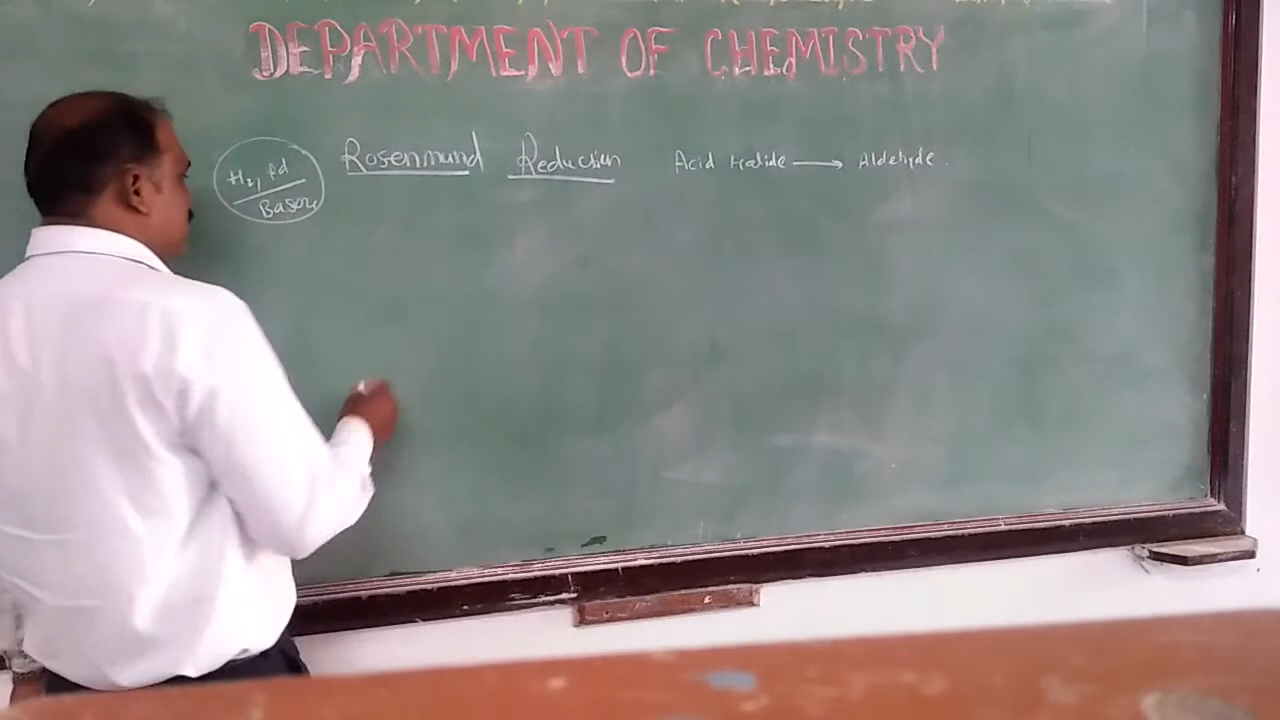 DEPARTMENT OF CHEMISTRY
Rosenmund Reduction Acid Halide ⟶ Aldehyde.
H2, Pd
BaSO4